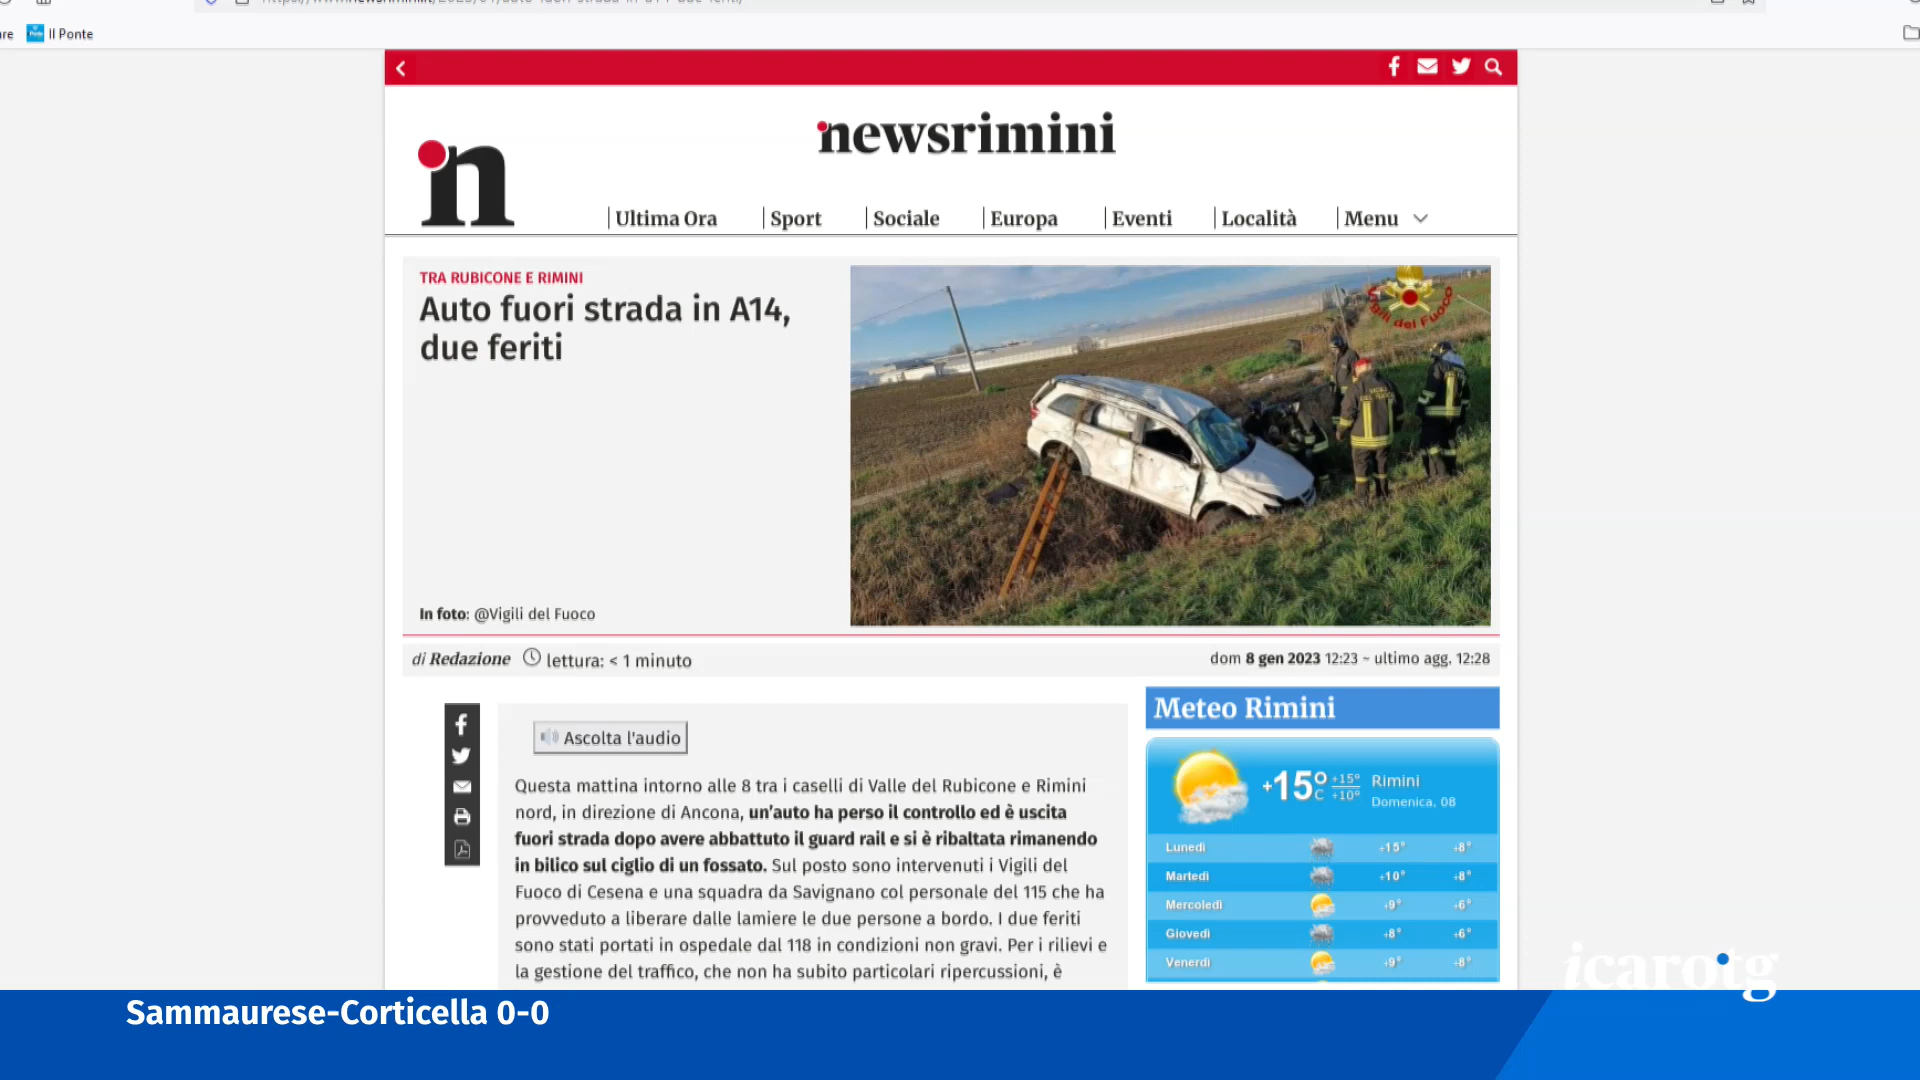 re
Il Ponte
newsrimini
n
Ultima Ora
Sport
Sociale
Europa
Eventi
Località
Menu
TRA RUBICONE E RIMINI
Auto fuori strada in A14,
due feriti
Vigili del Fuoco
In foto: @Vigili del Fuoco
di Redazione lettura: < 1 minuto
dom 8 gen 2023 12:23 ~ ultimo agg. 12:28
Ascolta l'audio
Questa mattina intorno alle 8 tra i caselli di Valle del Rubicone e Rimini
nord, in direzione di Ancona, un’auto ha perso il controllo ed è uscita
fuori strada dopo avere abbattuto il guard rail e si è ribaltata rimanendo
in bilico sul ciglio di un fossato. Sul posto sono intervenuti i Vigili del
Fuoco di Cesena e una squadra da Savignano col personale del 115 che ha
provveduto a liberare dalle lamiere le due persone a bordo. I due feriti
sono stati portati in ospedale dal 118 in condizioni non gravi. Per i rilievi e
la gestione del traffico, che non ha subito particolari ripercussioni, è
Meteo Rimini
+15°C +15° +10° Rimini
Domenica, 08
Lunedì +15° +8°
Martedì +10° +8°
Mercoledì +9° +6°
Giovedì +8° +6°
Venerdì +9° +8°
icarotg
Sammaurese-Corticella 0-0